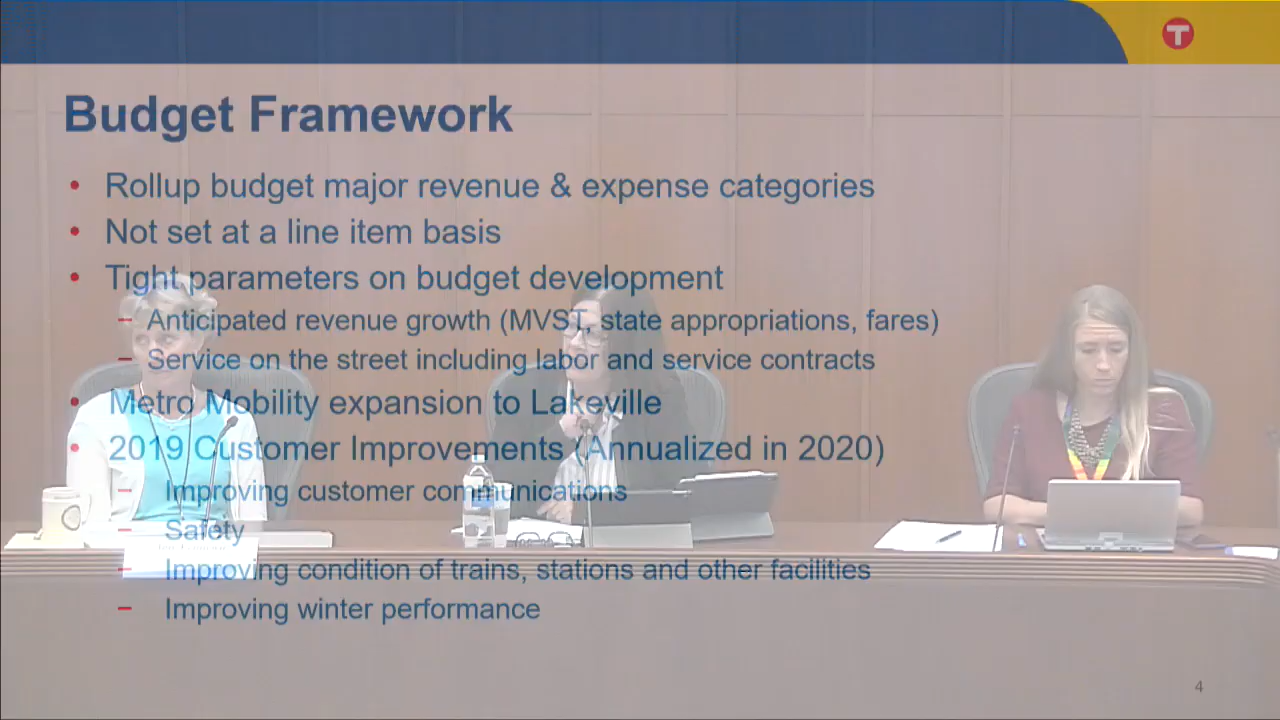 T
Budget Framework
• Rollup budget major revenue & expense categories
• Not set at a line item basis
• Tight parameters on budget development
– Anticipated revenue growth (MVST, state appropriations, fares)
– Service on the street including labor and service contracts
• Metro Mobility expansion to Lakeville
• 2019 Customer Improvements (Annualized in 2020)
– Improving customer communications
– Safety
– Improving condition of trains, stations and other facilities
– Improving winter performance
4